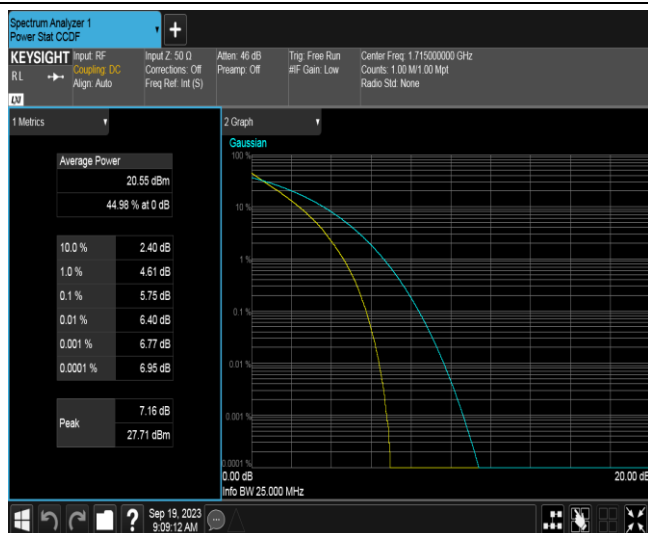 Spectrum Analyzer 1
Power Stat CCDF
+
KEYSIGHT Input: RF Input Z: 50 Ω Atten: 46 dB Trig: Free Run Center Freq: 1.715000000 GHz
RL Coupling: DC Corrections: Off Preamp: Off #IF Gain: Low Counts: 1.00 M/1.00 Mpt
Align: Auto Freq Ref: Int (S) Radio Std: None
LXI
1 Metrics
2 Graph
Average Power
20.55 dBm
44.98 % at 0 dB
10.0 % 2.40 dB
1.0 % 4.61 dB
0.1 % 5.75 dB
0.01 % 6.40 dB
0.001 % 6.77 dB
0.0001 % 6.95 dB
Peak 7.16 dB
27.71 dBm
Gaussian
100 %
10 %
1 %
0.1 %
0.01 %
0.001 %
0.0001 %
0.00 dB 20.00 dB
Info BW 25.000 MHz
? Sep 19, 2023
9:09:12 AM